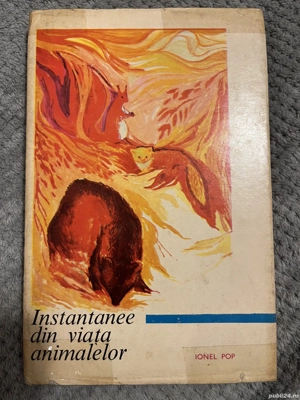 Instantanee
din viața
animalelor
IONEL POP
publi24.ro